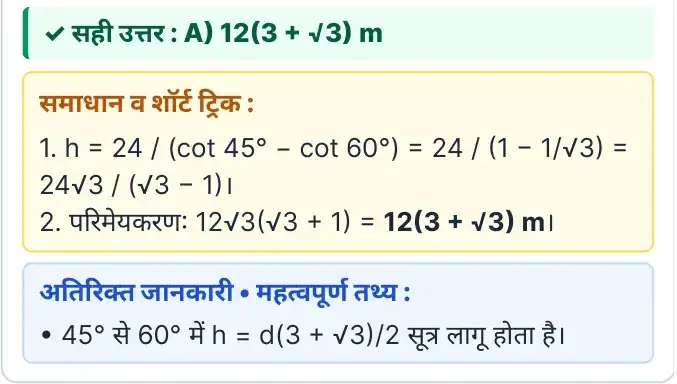 ✓ सही उत्तर : A) 12(3 + √3) m
समाधान व शॉर्ट ट्रिक :
1. h = 24 / (cot 45° − cot 60°) = 24 / (1 − 1/√3) =
24√3 / (√3 − 1)।
2. परिमेयकरण: 12√3(√3 + 1) = 12(3 + √3) m।
अतिरिक्त जानकारी • महत्वपूर्ण तथ्य :
• 45° से 60° में h = d(3 + √3)/2 सूत्र लागू होता है।